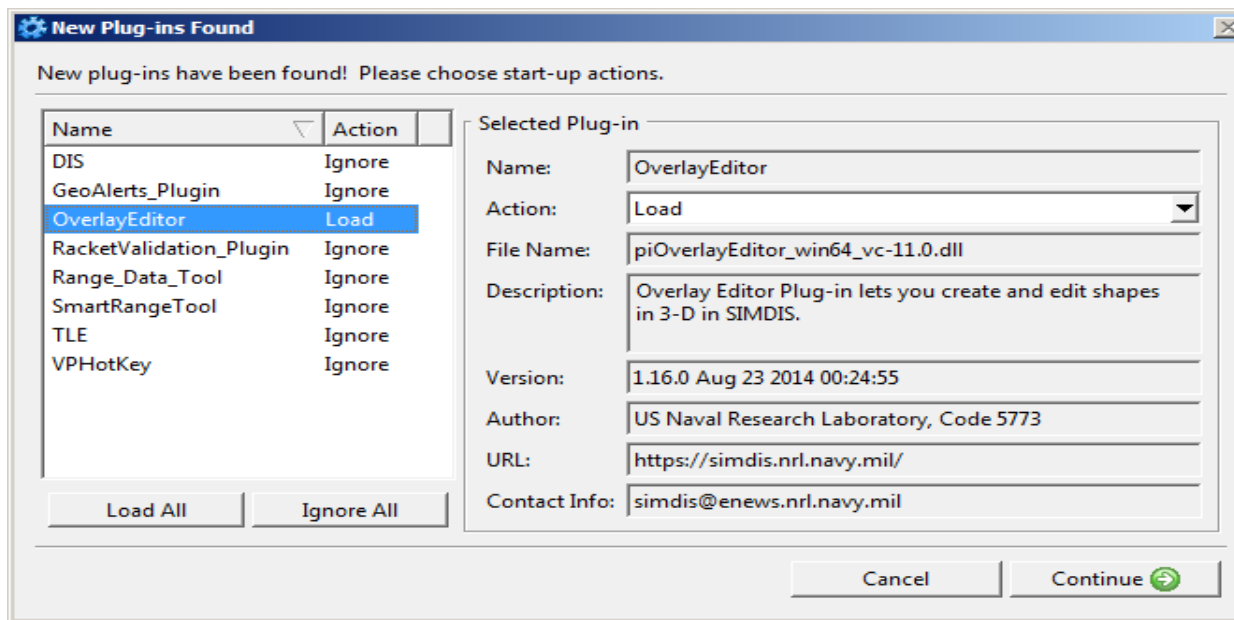 New Plug-ins Found
New plug-ins have been found!  Please choose start-up actions.
Name Action
DIS Ignore
GeoAlerts_Plugin Ignore
OverlayEditor Load
RacketValidation_Plugin Ignore
Range_Data_Tool Ignore
SmartRangeTool Ignore
TLE Ignore
VPHotKey Ignore
Load All Ignore All
Selected Plug-in
Name: OverlayEditor
Action: Load
File Name: piOverlayEditor_win64_vc-11.0.dll
Description: Overlay Editor Plug-in lets you create and edit shapes
in 3-D in SIMDIS.
Version: 1.16.0 Aug 23 2014 00:24:55
Author: US Naval Research Laboratory, Code 5773
URL: https://simdis.nrl.navy.mil/
Contact Info: simdis@enews.nrl.navy.mil
Cancel Continue